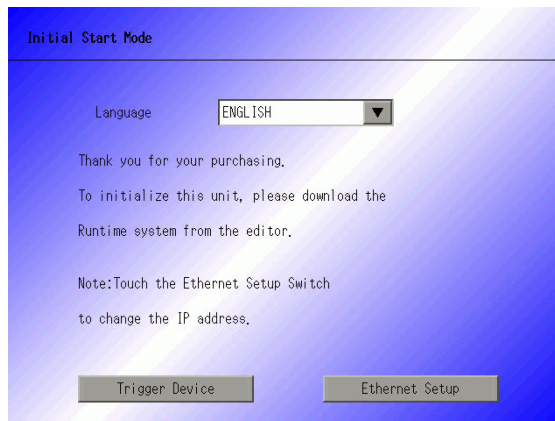 Initial Start Mode
Language ENGLISH
Thank you for your purchasing.
To initialize this unit, please download the
Runtime system from the editor.
Note:Touch the Ethernet Setup Switch
to change the IP address.
Trigger Device Ethernet Setup